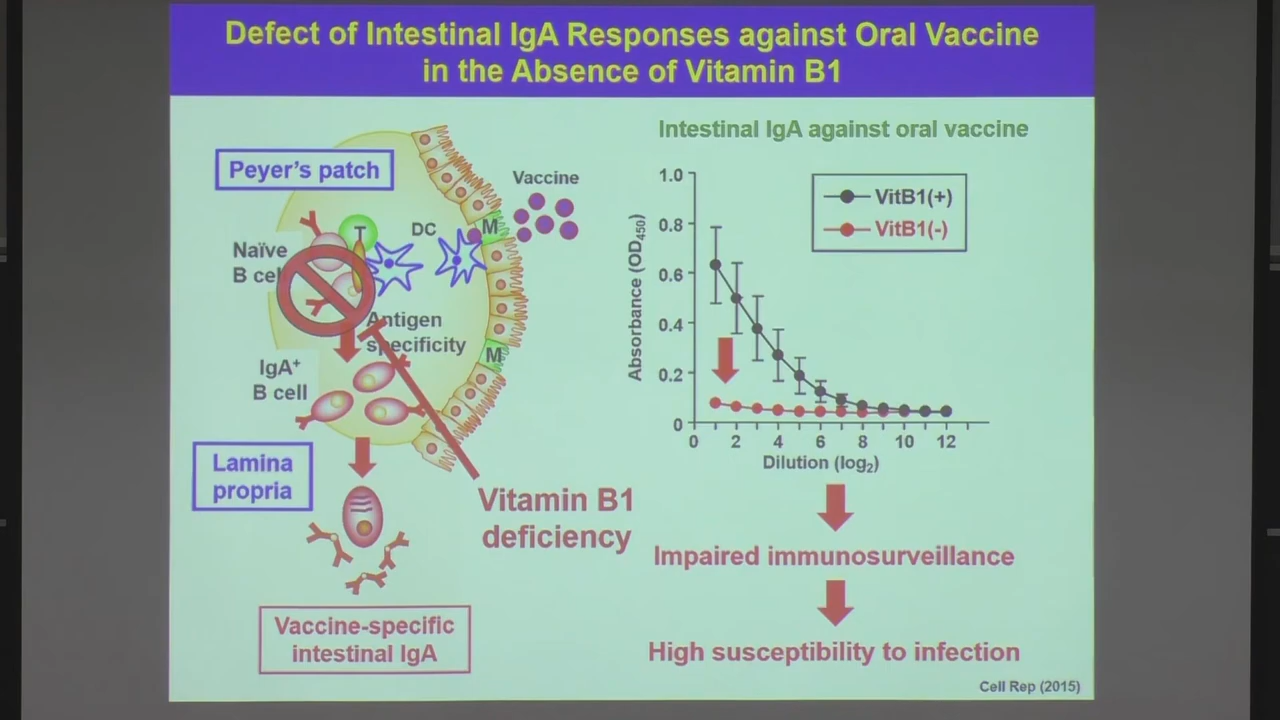 Defect of Intestinal IgA Responses against Oral Vaccine
in the Absence of Vitamin B1
Peyer's patch
Vaccine
T
DC
M
Naïve
B cel
Antigen
specificity
M
IgA+
B cell
Lamina
propria
Vitamin B1
deficiency
Vaccine-specific
intestinal IgA
Intestinal IgA against oral vaccine
VitB1(+)
VitB1(-)
Absorbance (OD450)
1.0
0.8
0.6
0.4
0.2
0
0 2 4 6 8 10 12
Dilution (log2)
Impaired immunosurveillance
High susceptibility to infection
Cell Rep (2015)